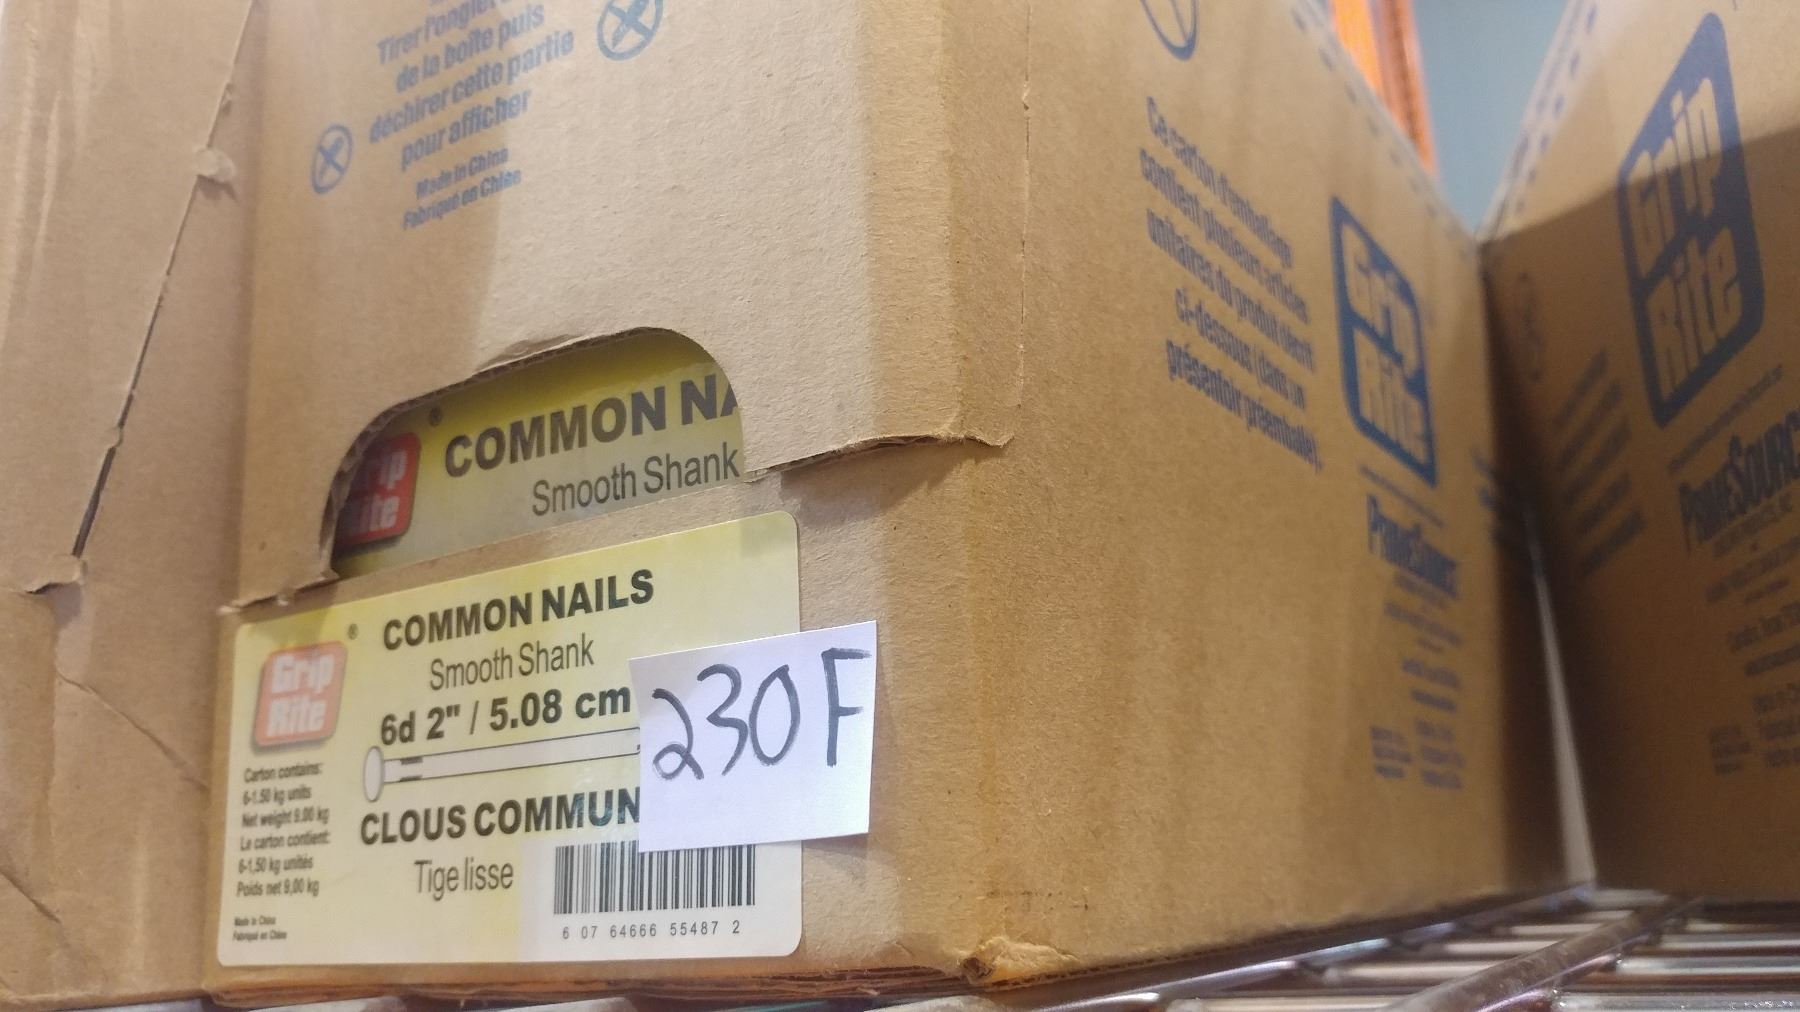 Tirer l'onglet
de la boîte puis
déchirer cette partie
pour afficher
Made in China
Fabriqué en Chine
Grip
Rite
®
COMMON NA
Smooth Shank
Grip
Rite
®
COMMON NAILS
Smooth Shank
6d 2" / 5.08 cm
CLOUS COMMUN
Tige lisse
Carton contains:
6-1.50 kg units
Net weight 9.00 kg
Le carton contient:
6-1,50 kg unités
Poids net 9,00 kg
Made in China
Fabriqué en Chine
6 07 64666 55487 2
230F
Ce carton d'emballage
contient plusieurs articles
unitaires du produit décrit
ci-dessous (dans un
présentoir preemballe).
Grip
Rite
PrimeSource
Grip
Rite
PrimeSourc